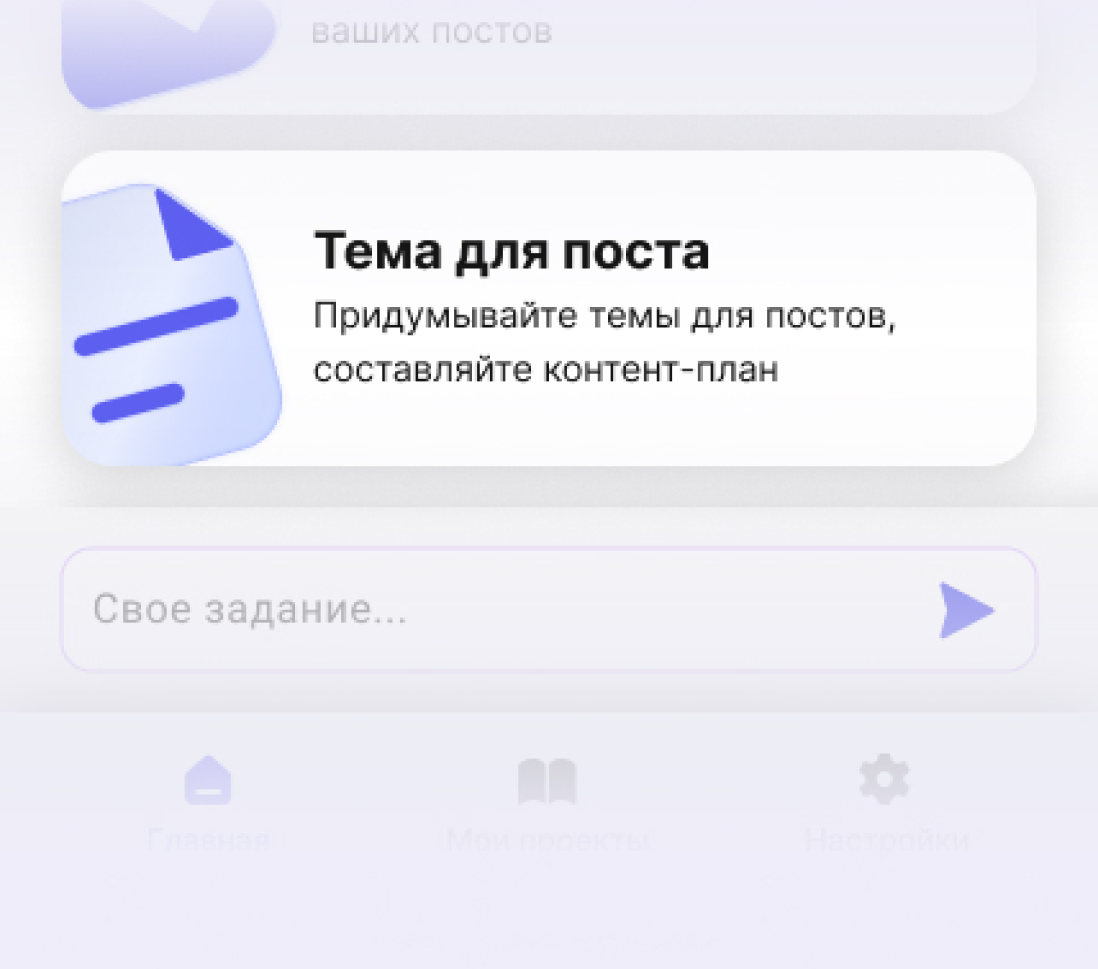 ваших постов
Тема для поста
Придумывайте темы для постов,
составляйте контент-план
Свое задание...
Главная
Мои проекты
Настройки